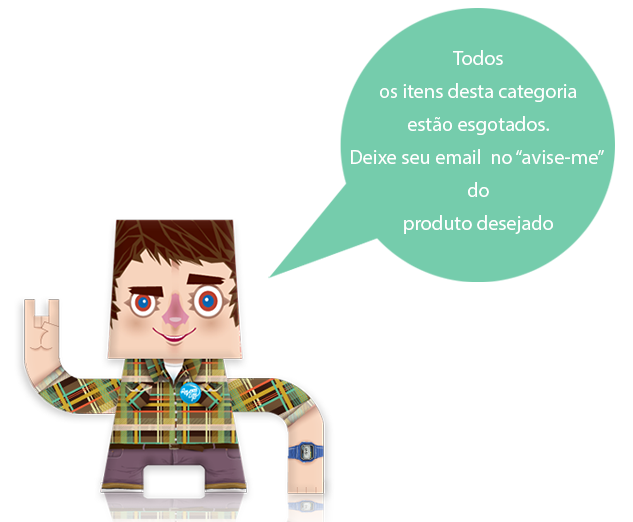 Todos
os itens desta categoria
estão esgotados.
Deixe seu email  no “avise-me”
do
produto desejado